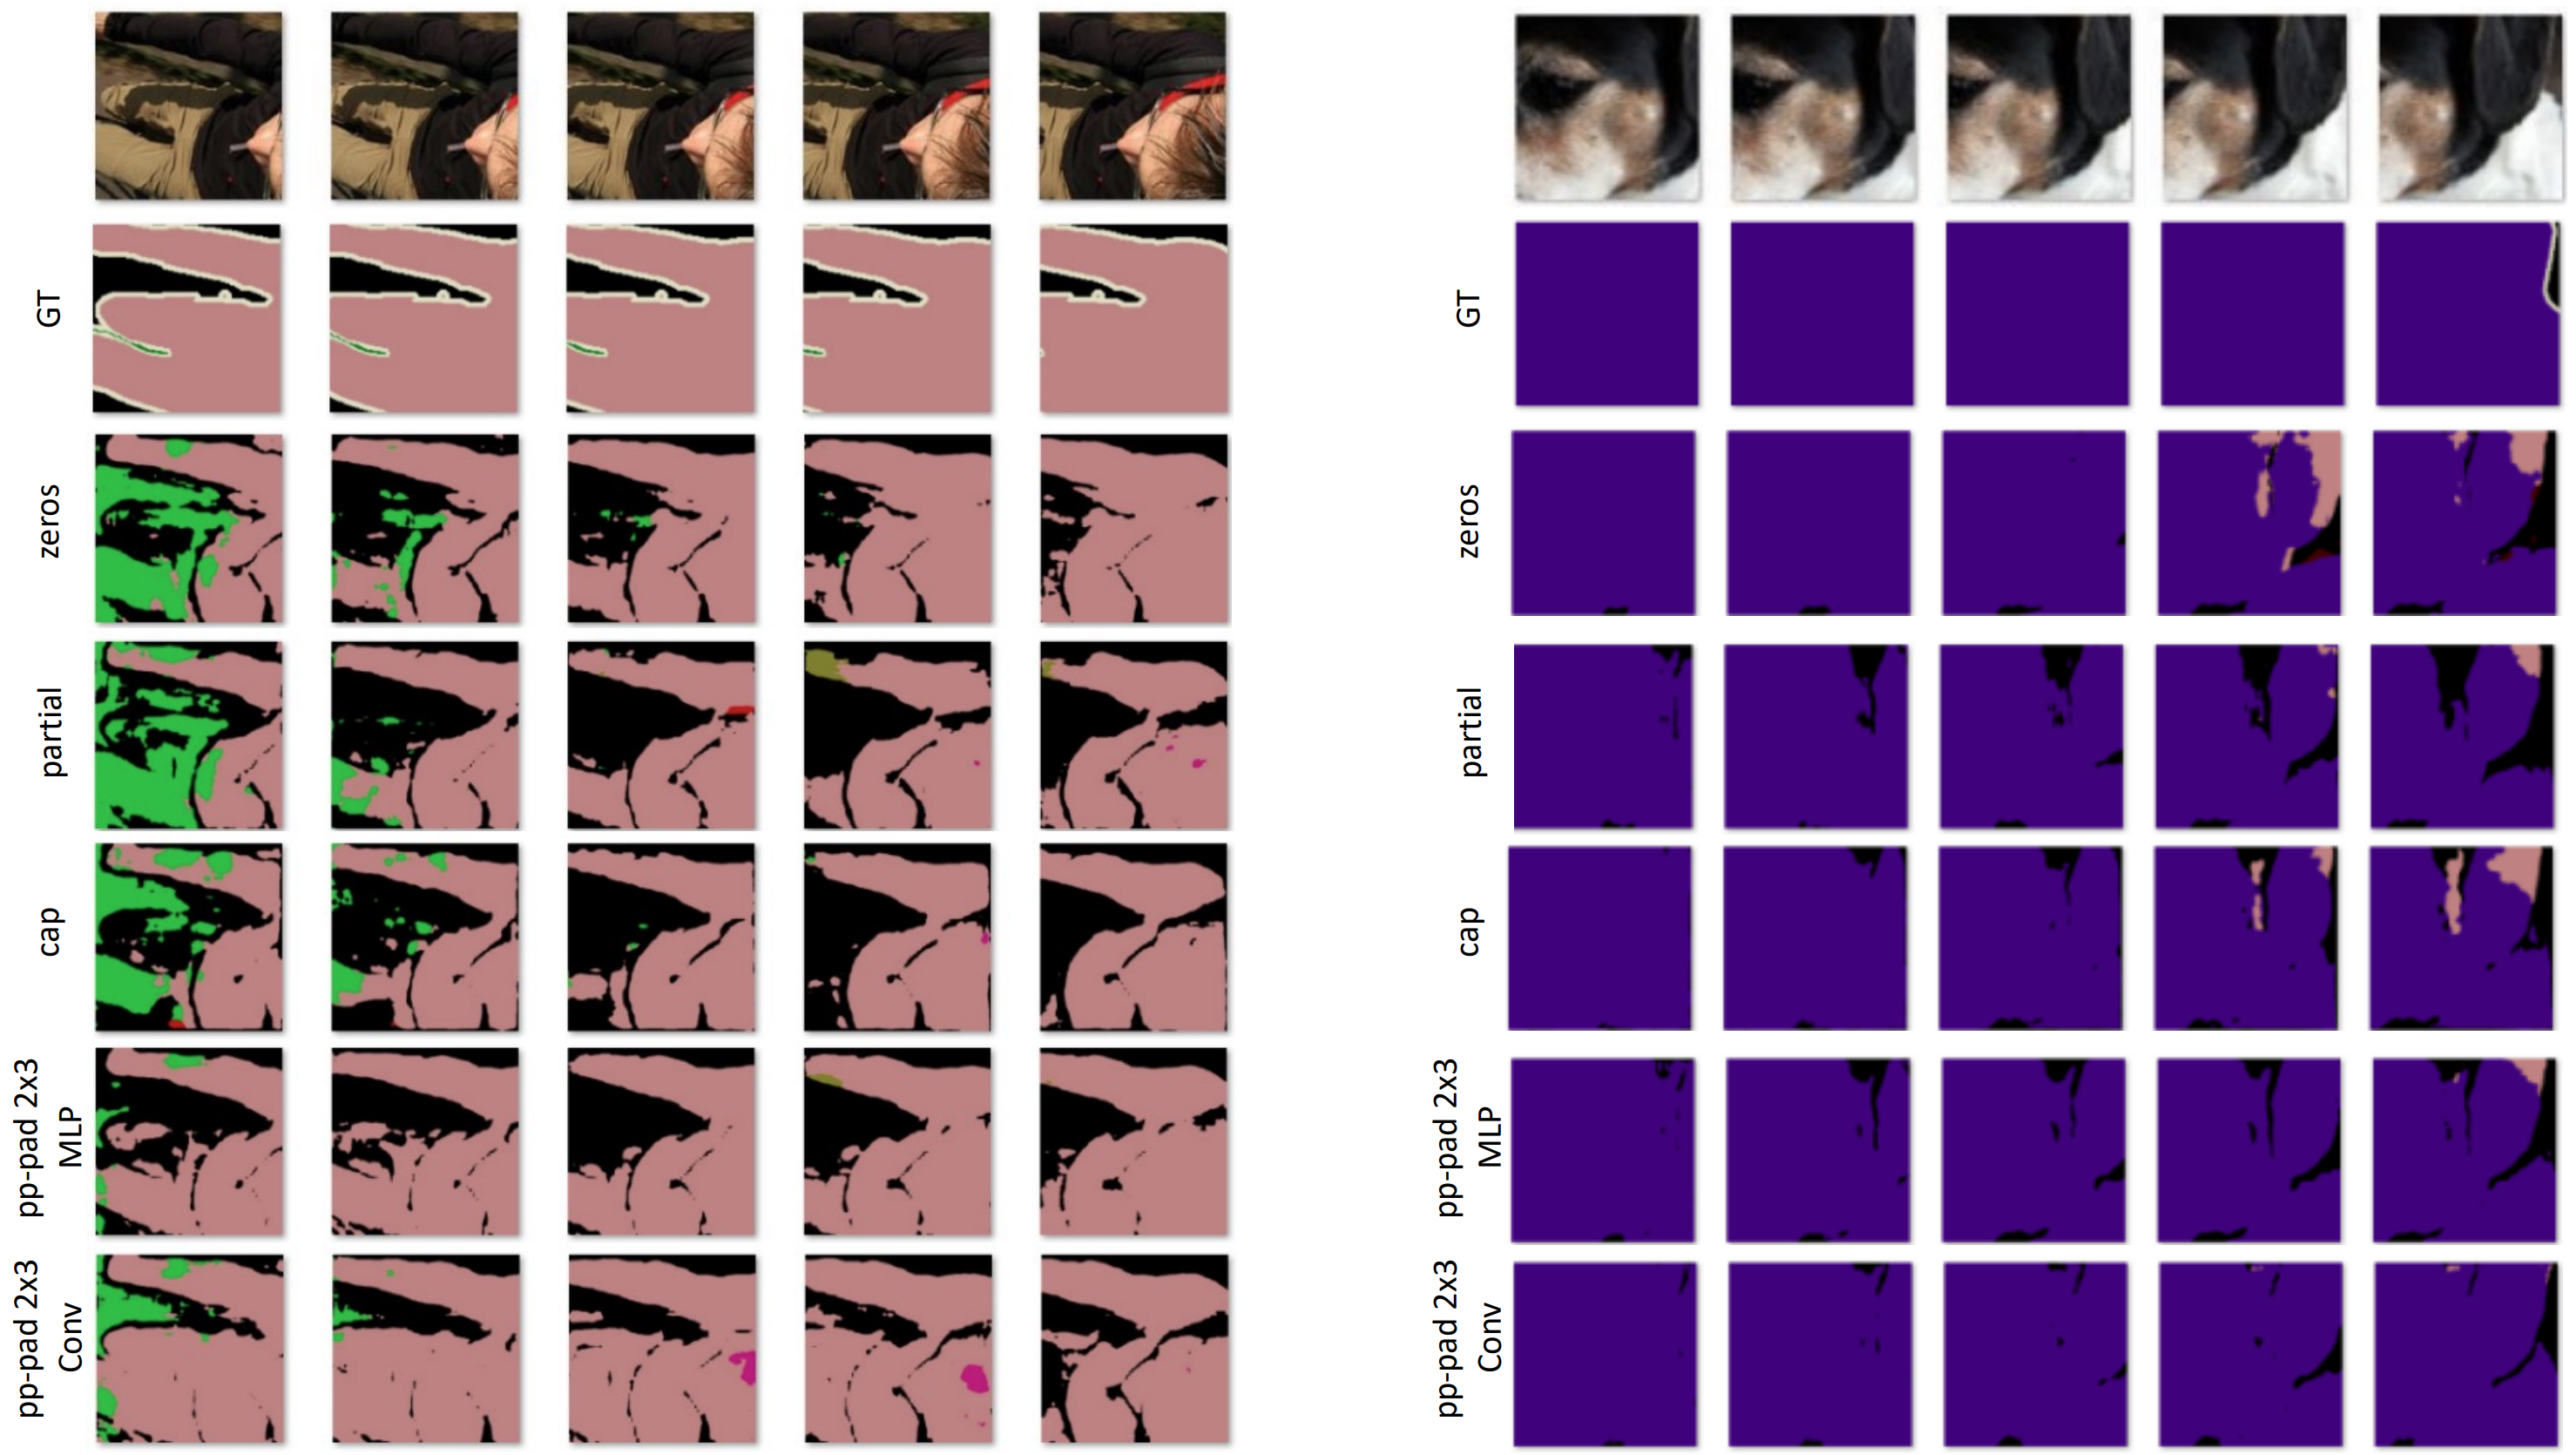 GT
zeros
partial
cap
pp-pad 2x3
MLP
pp-pad 2x3
Conv
GT
zeros
partial
cap
pp-pad 2x3
MLP
pp-pad 2x3
Conv